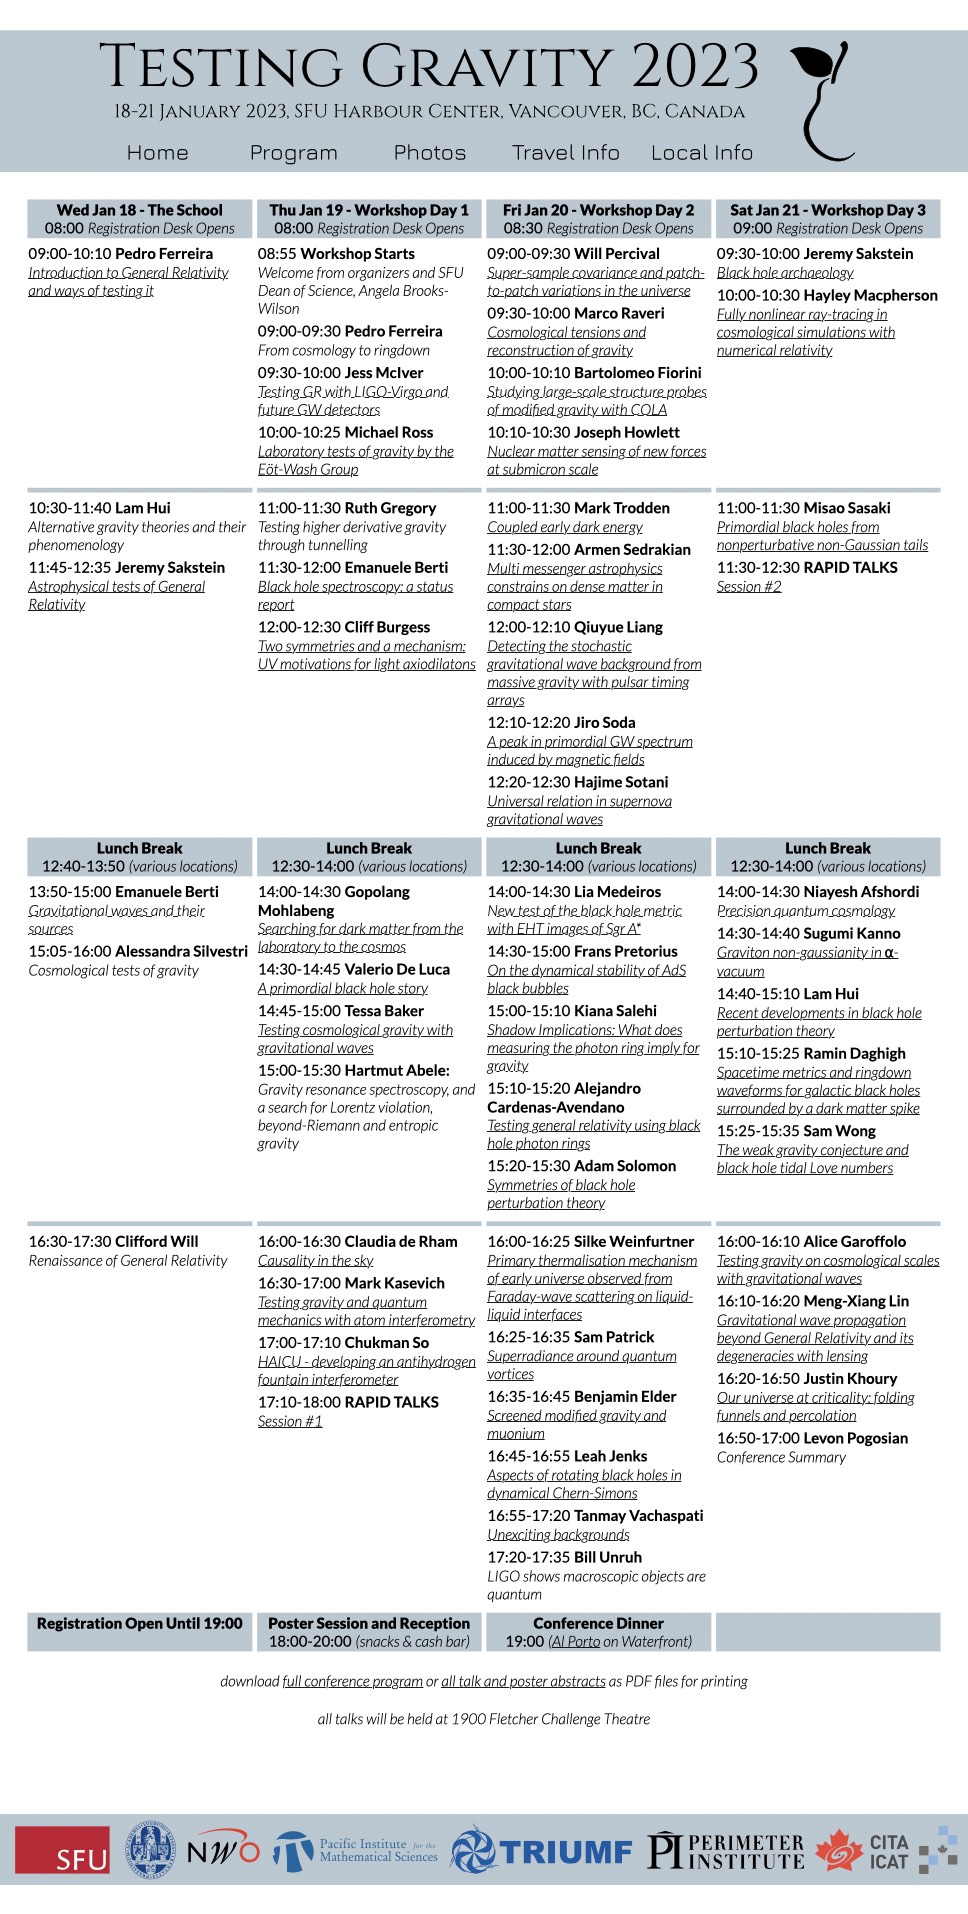 Testing Gravity 2023
18-21 January 2023, SFU Harbour Center, Vancouver, BC, Canada
Home Program Photos Travel Info Local Info
Wed Jan 18 - The School
08:00 Registration Desk Opens
09:00-10:10 Pedro Ferreira
Introduction to General Relativity
and ways of testing it
Thu Jan 19 - Workshop Day 1
08:00 Registration Desk Opens
08:55 Workshop Starts
Welcome from organizers and SFU
Dean of Science, Angela Brooks-
Wilson
09:00-09:30 Pedro Ferreira
From cosmology to ringdown
09:30-10:00 Jess McIver
Testing GR with LIGO-Virgo and
future GW detectors
10:00-10:25 Michael Ross
Laboratory tests of gravity by the
Eöt-Wash Group
Fri Jan 20 - Workshop Day 2
08:30 Registration Desk Opens
09:00-09:30 Will Percival
Super-sample covariance and patch-
to-patch variations in the universe
09:30-10:00 Marco Raveri
Cosmological tensions and
reconstruction of gravity
10:00-10:10 Bartolomeo Fiorini
Studying large-scale structure probes
of modified gravity with COLA
10:10-10:30 Joseph Howlett
Nuclear matter sensing of new forces
at submicron scale
Sat Jan 21 - Workshop Day 3
09:00 Registration Desk Opens
09:30-10:00 Jeremy Sakstein
Black hole archaeology
10:00-10:30 Hayley Macpherson
Fully nonlinear ray-tracing in
cosmological simulations with
numerical relativity
10:30-11:40 Lam Hui
Alternative gravity theories and their
phenomenology
11:45-12:35 Jeremy Sakstein
Astrophysical tests of General
Relativity
11:00-11:30 Ruth Gregory
Testing higher derivative gravity
through tunnelling
11:30-12:00 Emanuele Berti
Black hole spectroscopy: a status
report
12:00-12:30 Cliff Burgess
Two symmetries and a mechanism:
UV motivations for light axiodilatons
11:00-11:30 Mark Trodden
Coupled early dark energy
11:30-12:00 Armen Sedrakian
Multi messenger astrophysics
constrains on dense matter in
compact stars
12:00-12:10 Qiuyue Liang
Detecting the stochastic
gravitational wave background from
massive gravity with pulsar timing
arrays
12:10-12:20 Jiro Soda
A peak in primordial GW spectrum
induced by magnetic fields
12:20-12:30 Hajime Sotani
Universal relation in supernova
gravitational waves
11:00-11:30 Misao Sasaki
Primordial black holes from
nonperturbative non-Gaussian tails
11:30-12:30 RAPID TALKS
Session #2
Lunch Break
12:40-13:50 (various locations)
13:50-15:00 Emanuele Berti
Gravitational waves and their
sources
15:05-16:00 Alessandra Silvestri
Cosmological tests of gravity
Lunch Break
12:30-14:00 (various locations)
14:00-14:30 Gopolang
Mohlabeng
Searching for dark matter from the
laboratory to the cosmos
14:30-14:45 Valerio De Luca
A primordial black hole story
14:45-15:00 Tessa Baker
Testing cosmological gravity with
gravitational waves
15:00-15:30 Hartmut Abele:
Gravity resonance spectroscopy, and
a search for Lorentz violation,
beyond-Riemann and entropic
gravity
Lunch Break
12:30-14:00 (various locations)
14:00-14:30 Lia Medeiros
New test of the black hole metric
with EHT images of Sgr A*
14:30-15:00 Frans Pretorius
On the dynamical stability of AdS
black bubbles
15:00-15:10 Kiana Salehi
Shadow Implications: What does
measuring the photon ring imply for
gravity
15:10-15:20 Alejandro
Cardenas-Avendano
Testing general relativity using black
hole photon rings
15:20-15:30 Adam Solomon
Symmetries of black hole
perturbation theory
Lunch Break
12:30-14:00 (various locations)
14:00-14:30 Niayesh Afshordi
Precision quantum cosmology
14:30-14:40 Sugumi Kanno
Graviton non-gaussianity in α-
vacuum
14:40-15:10 Lam Hui
Recent developments in black hole
perturbation theory
15:10-15:25 Ramin Daghigh
Spacetime metrics and ringdown
waveforms for galactic black holes
surrounded by a dark matter spike
15:25-15:35 Sam Wong
The weak gravity conjecture and
black hole tidal Love numbers
16:30-17:30 Clifford Will
Renaissance of General Relativity
16:00-16:30 Claudia de Rham
Causality in the sky
16:30-17:00 Mark Kasevich
Testing gravity and quantum
mechanics with atom interferometry
17:00-17:10 Chukman So
HAICU - developing an antihydrogen
fountain interferometer
17:10-18:00 RAPID TALKS
Session #1
16:00-16:25 Silke Weinfurtner
Primary thermalisation mechanism
of early universe observed from
Faraday-wave scattering on liquid-
liquid interfaces
16:25-16:35 Sam Patrick
Superradiance around quantum
vortices
16:35-16:45 Benjamin Elder
Screened modified gravity and
muonium
16:45-16:55 Leah Jenks
Aspects of rotating black holes in
dynamical Chern-Simons
16:55-17:20 Tanmay Vachaspati
Unexciting backgrounds
17:20-17:35 Bill Unruh
LIGO shows macroscopic objects are
quantum
16:00-16:10 Alice Garoffolo
Testing gravity on cosmological scales
with gravitational waves
16:10-16:20 Meng-Xiang Lin
Gravitational wave propagation
beyond General Relativity and its
degeneracies with lensing
16:20-16:50 Justin Khoury
Our universe at criticality: folding
funnels and percolation
16:50-17:00 Levon Pogosian
Conference Summary
Registration Open Until 19:00
Poster Session and Reception
18:00-20:00 (snacks & cash bar)
Conference Dinner
19:00 (Al Porto on Waterfront)
download full conference program or all talk and poster abstracts as PDF files for printing
all talks will be held at 1900 Fletcher Challenge Theatre
SFU
NWO
Pacific Institute for the
Mathematical Sciences
TRIUMF
PI PERIMETER
INSTITUTE
CITA
ICAT